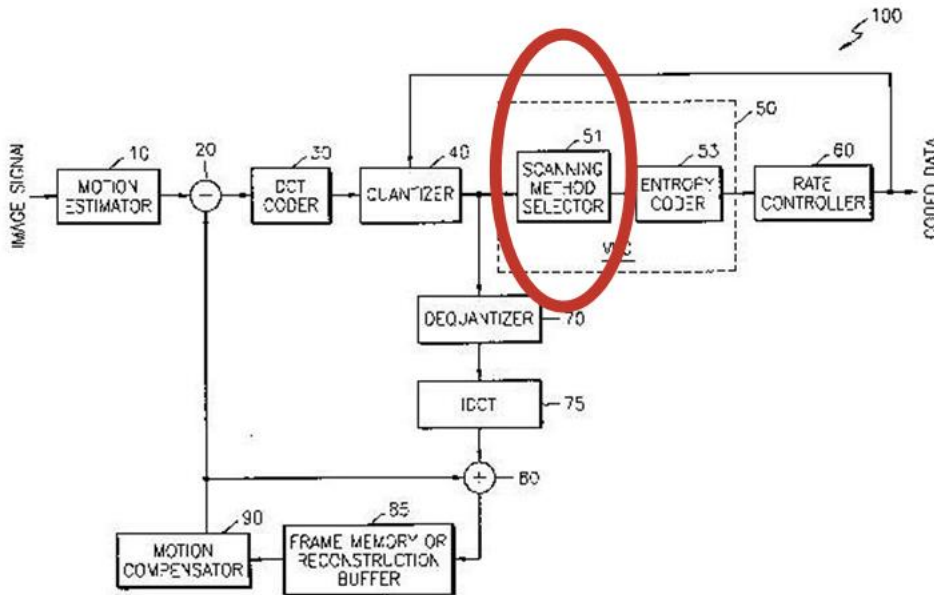 100
50
10
20
30
40
51
53
60
IMAGE SIGNAL
MOTION
ESTIMATOR
DCT
CODER
QUANTIZER
SCANNING
METHOD
SELECTOR
ENTROPY
CODER
RATE
CONTROLLER
CODED DATA
DEQUANTIZER
70
IDCT
75
80
90
85
MOTION
COMPENSATOR
FRAME MEMORY OR
RECONSTRUCTION
BUFFER